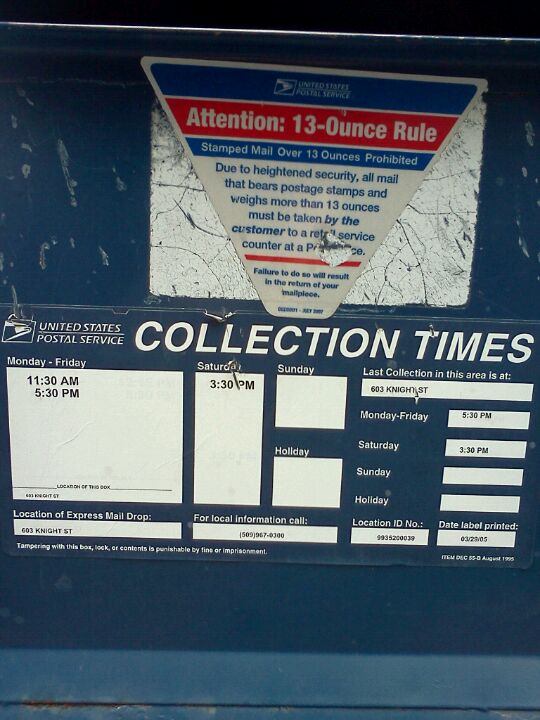 UNITED STATES
POSTAL SERVICE
Attention: 13-Ounce Rule
Stamped Mail Over 13 Ounces Prohibited
Due to heightened security, all mail
that bears postage stamps and
weighs more than 13 ounces
must be taken by the
customer to a retail service
counter at a
Failure to do so will result
in the return of your
mailpiece.
JULY 2007
UNITED STATES
POSTAL SERVICE
COLLECTION TIMES
Monday - Friday
11:30 AM
5:30 PM
LOCATION OF THIS BOX
603 KNIGHT ST
Saturday
3:30 PM
Sunday
Holiday
Last Collection in this area is at:
603 KNIGHT ST
Monday-Friday 5:30 PM
Saturday 3:30 PM
Sunday
Holiday
Location of Express Mail Drop:
603 KNIGHT ST
For local information call:
(509)967-0300
Location ID No.:
9935200039
Date label printed:
03/29/05
Tampering with this box, lock, or contents is punishable by fine or imprisonment.
ITEM DEC 55-B August 1995